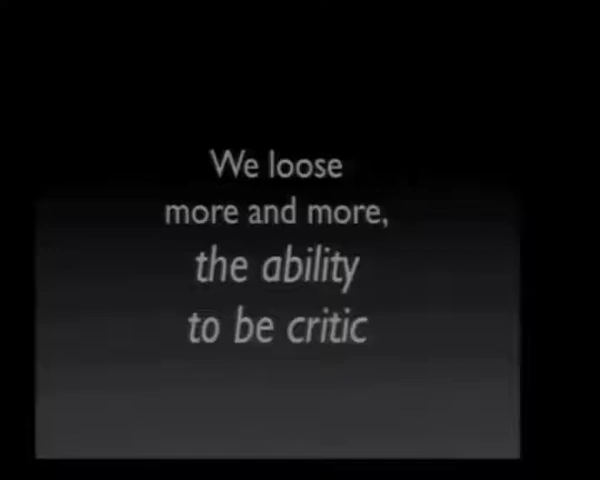 We loose
more and more,
the ability
to be critic